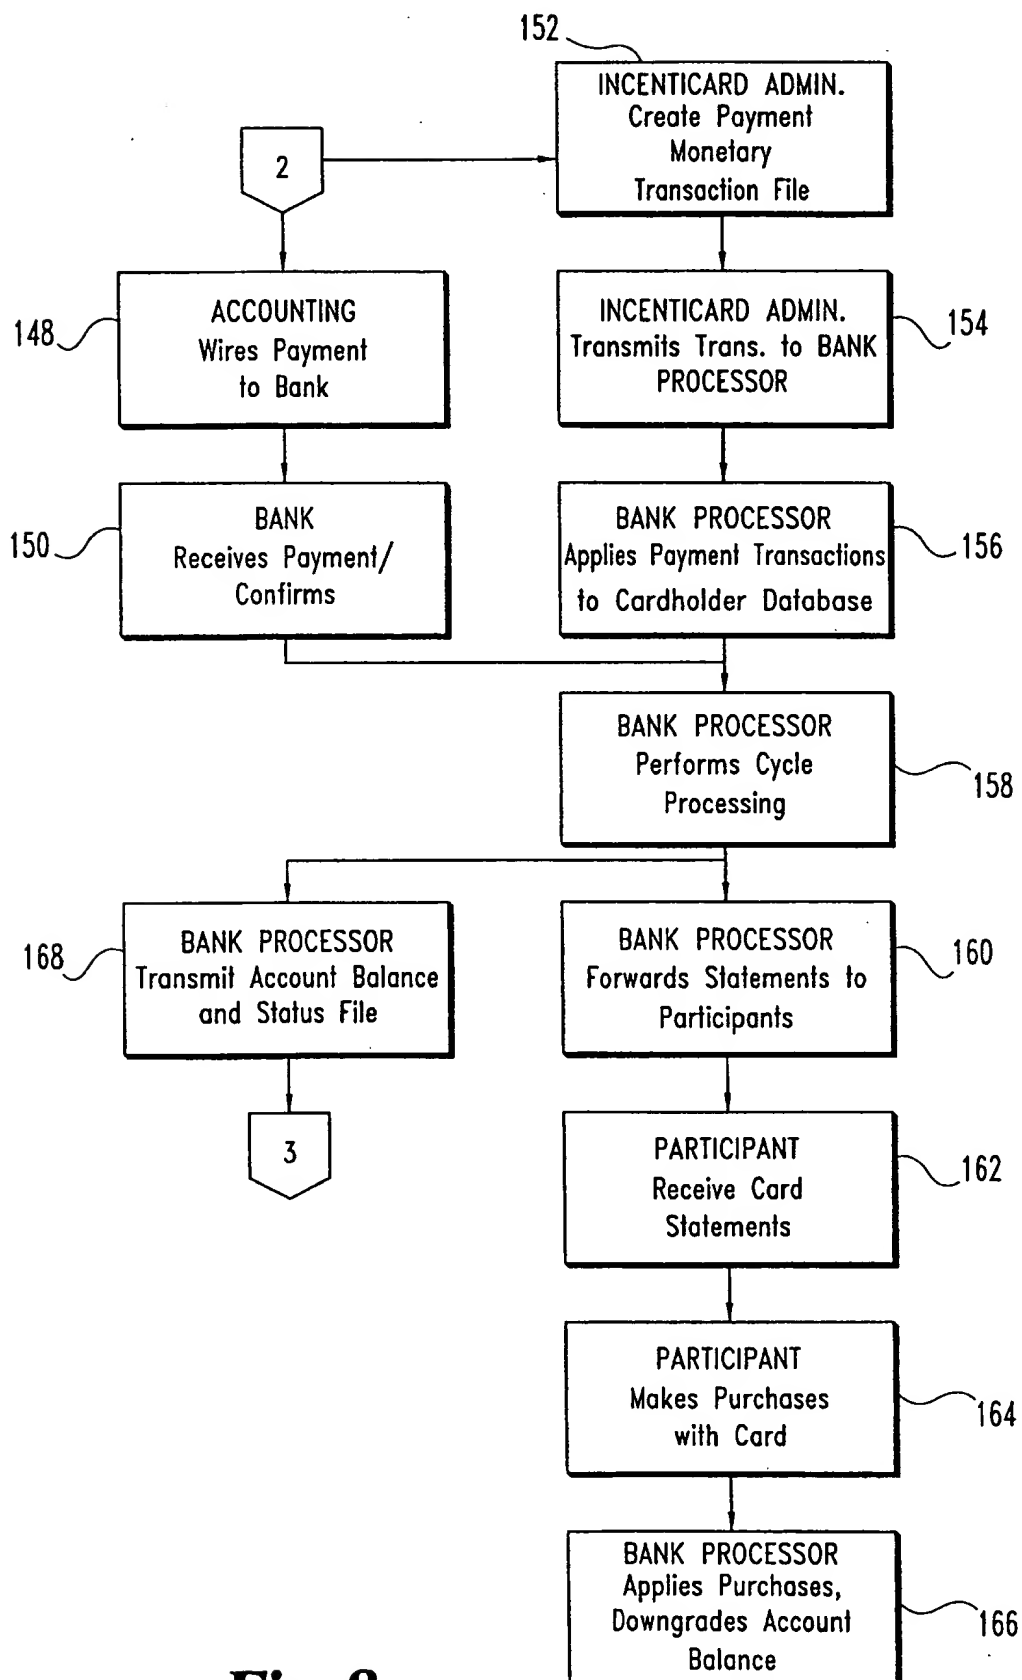 152
INCENTICARD ADMIN.
Create Payment
Monetary
Transaction File
2
148
ACCOUNTING
Wires Payment
to Bank
INCENTICARD ADMIN.
Transmits Trans. to BANK
PROCESSOR
154
150
BANK
Receives Payment/
Confirms
BANK PROCESSOR
Applies Payment Transactions
to Cardholder Database
156
BANK PROCESSOR
Performs Cycle
Processing
158
168
BANK PROCESSOR
Transmit Account Balance
and Status File
BANK PROCESSOR
Forwards Statements to
Participants
160
3
PARTICIPANT
Receive Card
Statements
162
PARTICIPANT
Makes Purchases
with Card
164
BANK PROCESSOR
Applies Purchases,
Downgrades Account
Balance
166